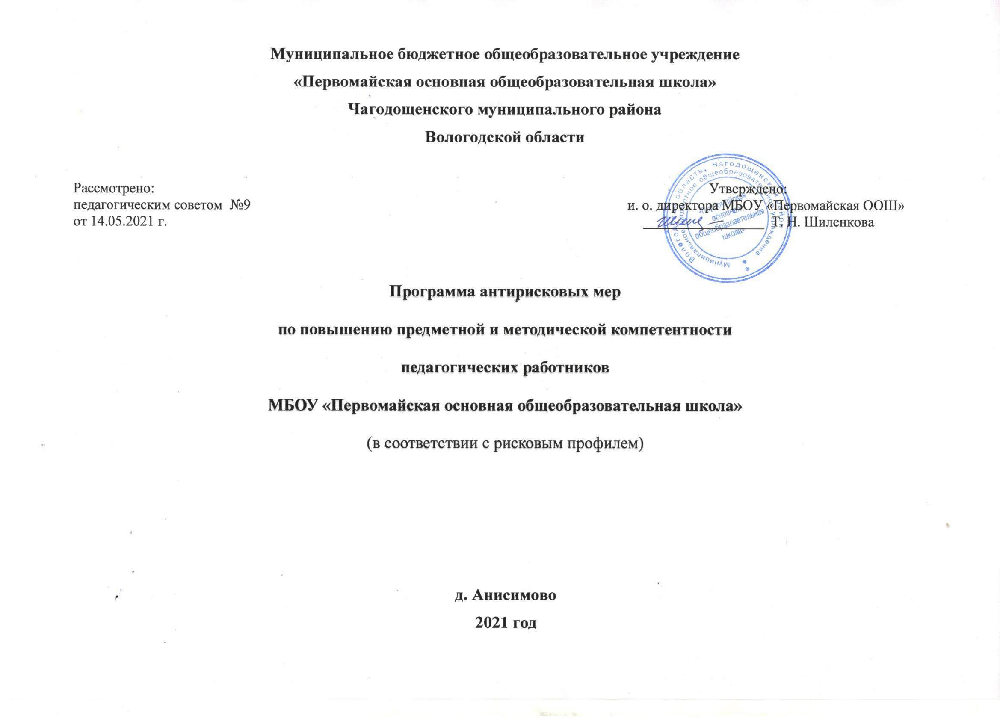 Муниципальное бюджетное общеобразовательное учреждение
«Первомайская основная общеобразовательная школа»
Чагодощенского муниципального района
Вологодской области
Рассмотрено:
педагогическим советом №9
от 14.05.2021 г.
Утверждено:
и. о. директора МБОУ «Первомайская ООШ»
Т. Н. Шиленкова
Вологодская область, Чагодощенский район
Муниципальное бюджетное общеобразовательное учреждение
«Первомайская
основная
общеобразовательная
школа»
Программа антирисковых мер
по повышению предметной и методической компетентности
педагогических работников
МБОУ «Первомайская основная общеобразовательная школа»
(в соответствии с рисковым профилем)
д. Анисимово
2021 год